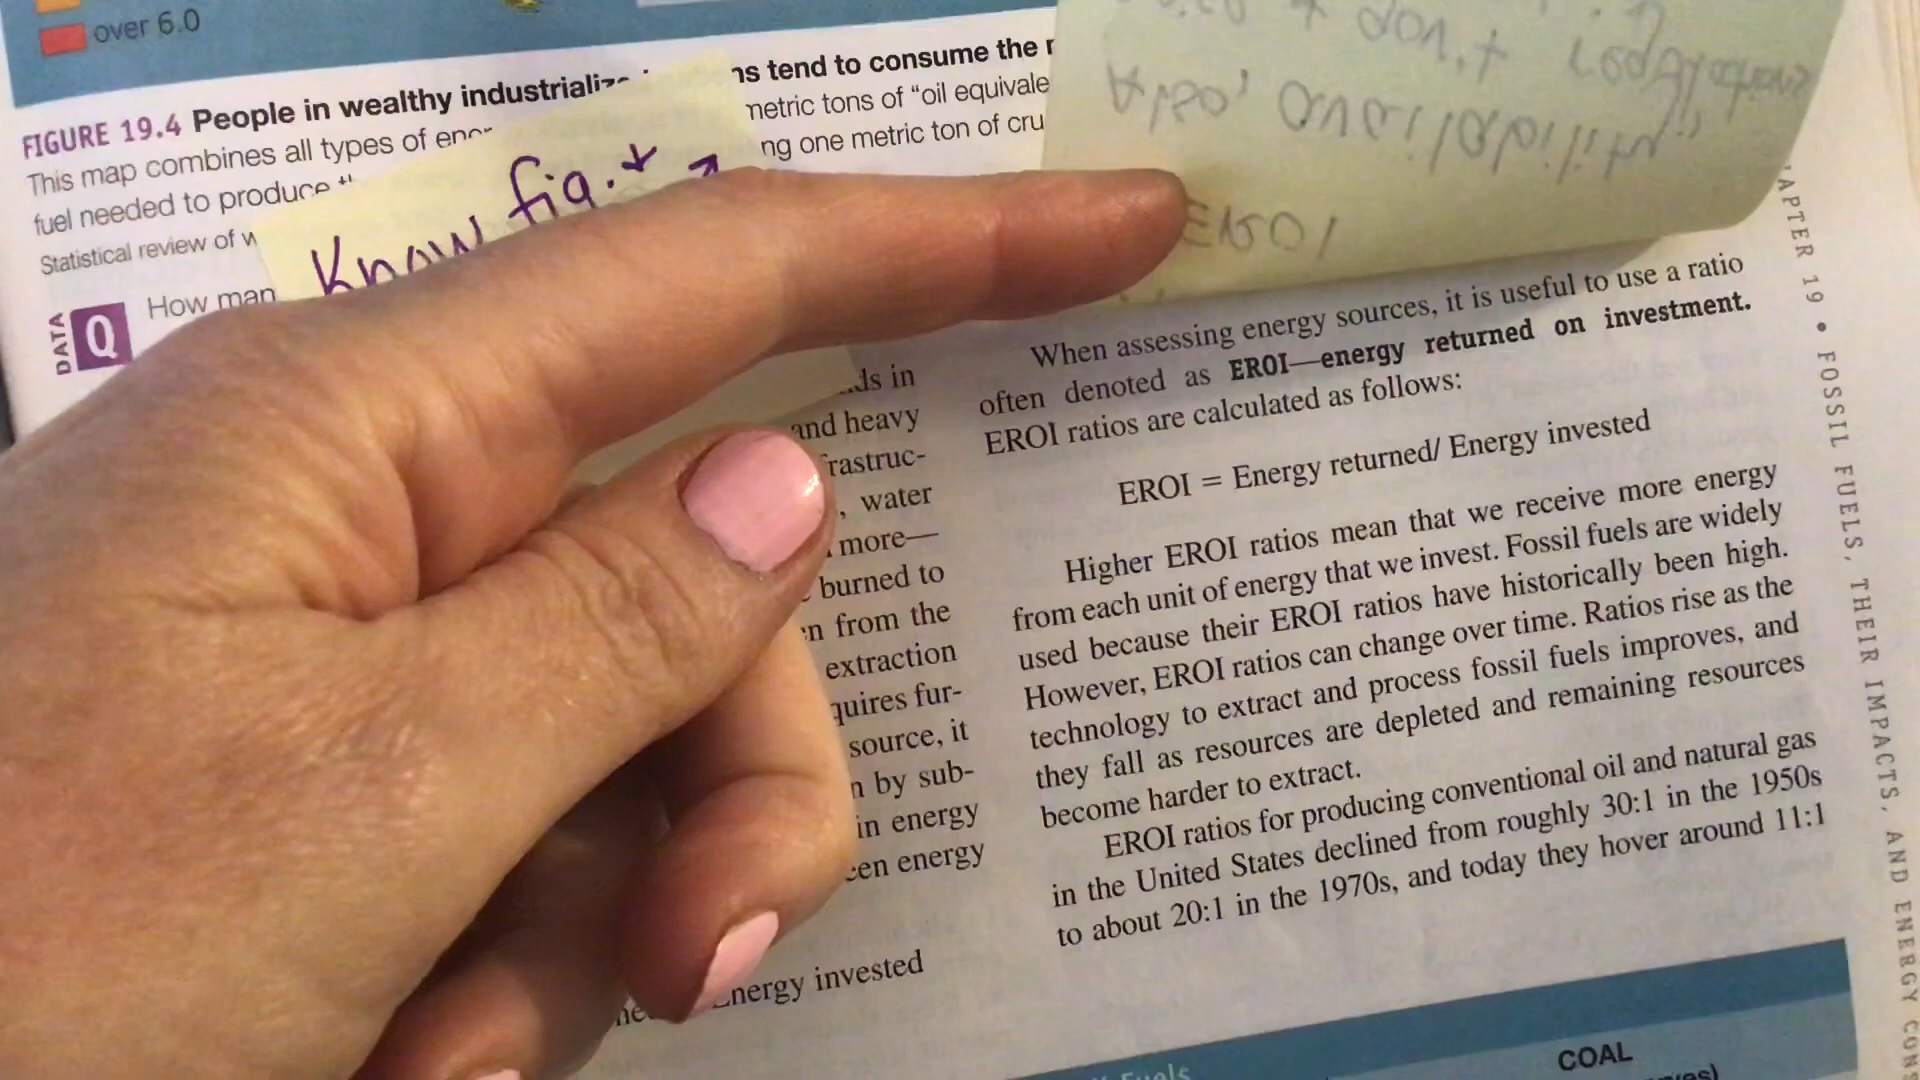 over 6.0
FIGURE 19.4 People in wealthy ns tend to consume the
This map combines all types of metric tons of “oil
fuel needed to produce ng one metric ton of
Statistical review of
Know fig. +
DATA
Q
How man
in
and heavy
, water
more—
burned to
from the
extraction
quires fur-
source, it
by sub-
in energy
energy
Energy invested
EROI
When assessing energy sources, it is useful to use a ratio
often denoted as EROI—energy returned on investment.
EROI ratios are calculated as follows:
EROI = Energy returned/ Energy invested
Higher EROI ratios mean that we receive more energy
from each unit of energy that we invest. Fossil fuels are widely
used because their EROI ratios have historically been high.
However, EROI ratios can change over time. Ratios rise as the
technology to extract and process fossil fuels improves, and
they fall as resources are depleted and remaining resources
become harder to extract.
EROI ratios for producing conventional oil and natural gas
in the United States declined from roughly 30:1 in the 1950s
to about 20:1 in the 1970s, and today they hover around 11:1
COAL
CHAPTER 19 • FOSSIL FUELS, THEIR IMPACTS, AND ENERGY CONS